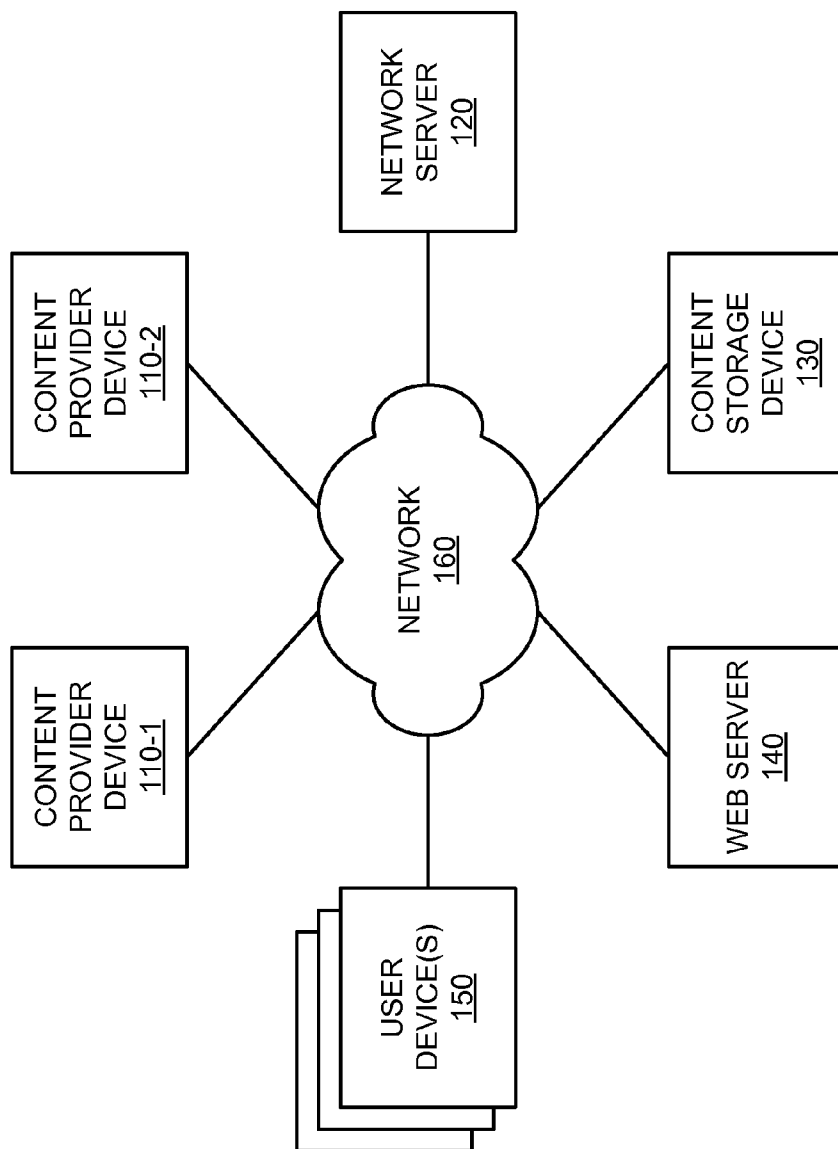 CONTENT
PROVIDER
DEVICE
110-1
CONTENT
PROVIDER
DEVICE
110-2
USER
DEVICE(S)
150
NETWORK
160
NETWORK
SERVER
120
WEB SERVER
140
CONTENT
STORAGE
DEVICE
130